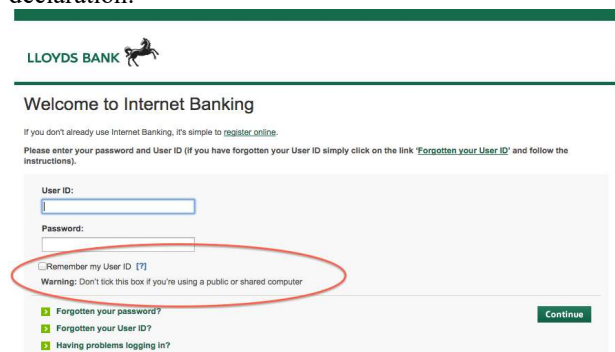 declaration.
LLOYDS BANK
Welcome to Internet Banking
If you don't already use Internet Banking, it's simple to register online.
Please enter your password and User ID (if you have forgotten your User ID simply click on the link 'Forgotten your User ID' and follow the
instructions).
User ID:
Password:
Remember my User ID [?]
Warning: Don't tick this box if you're using a public or shared computer
Forgotten your password?
Continue
Forgotten your User ID?
Having problems logging in?